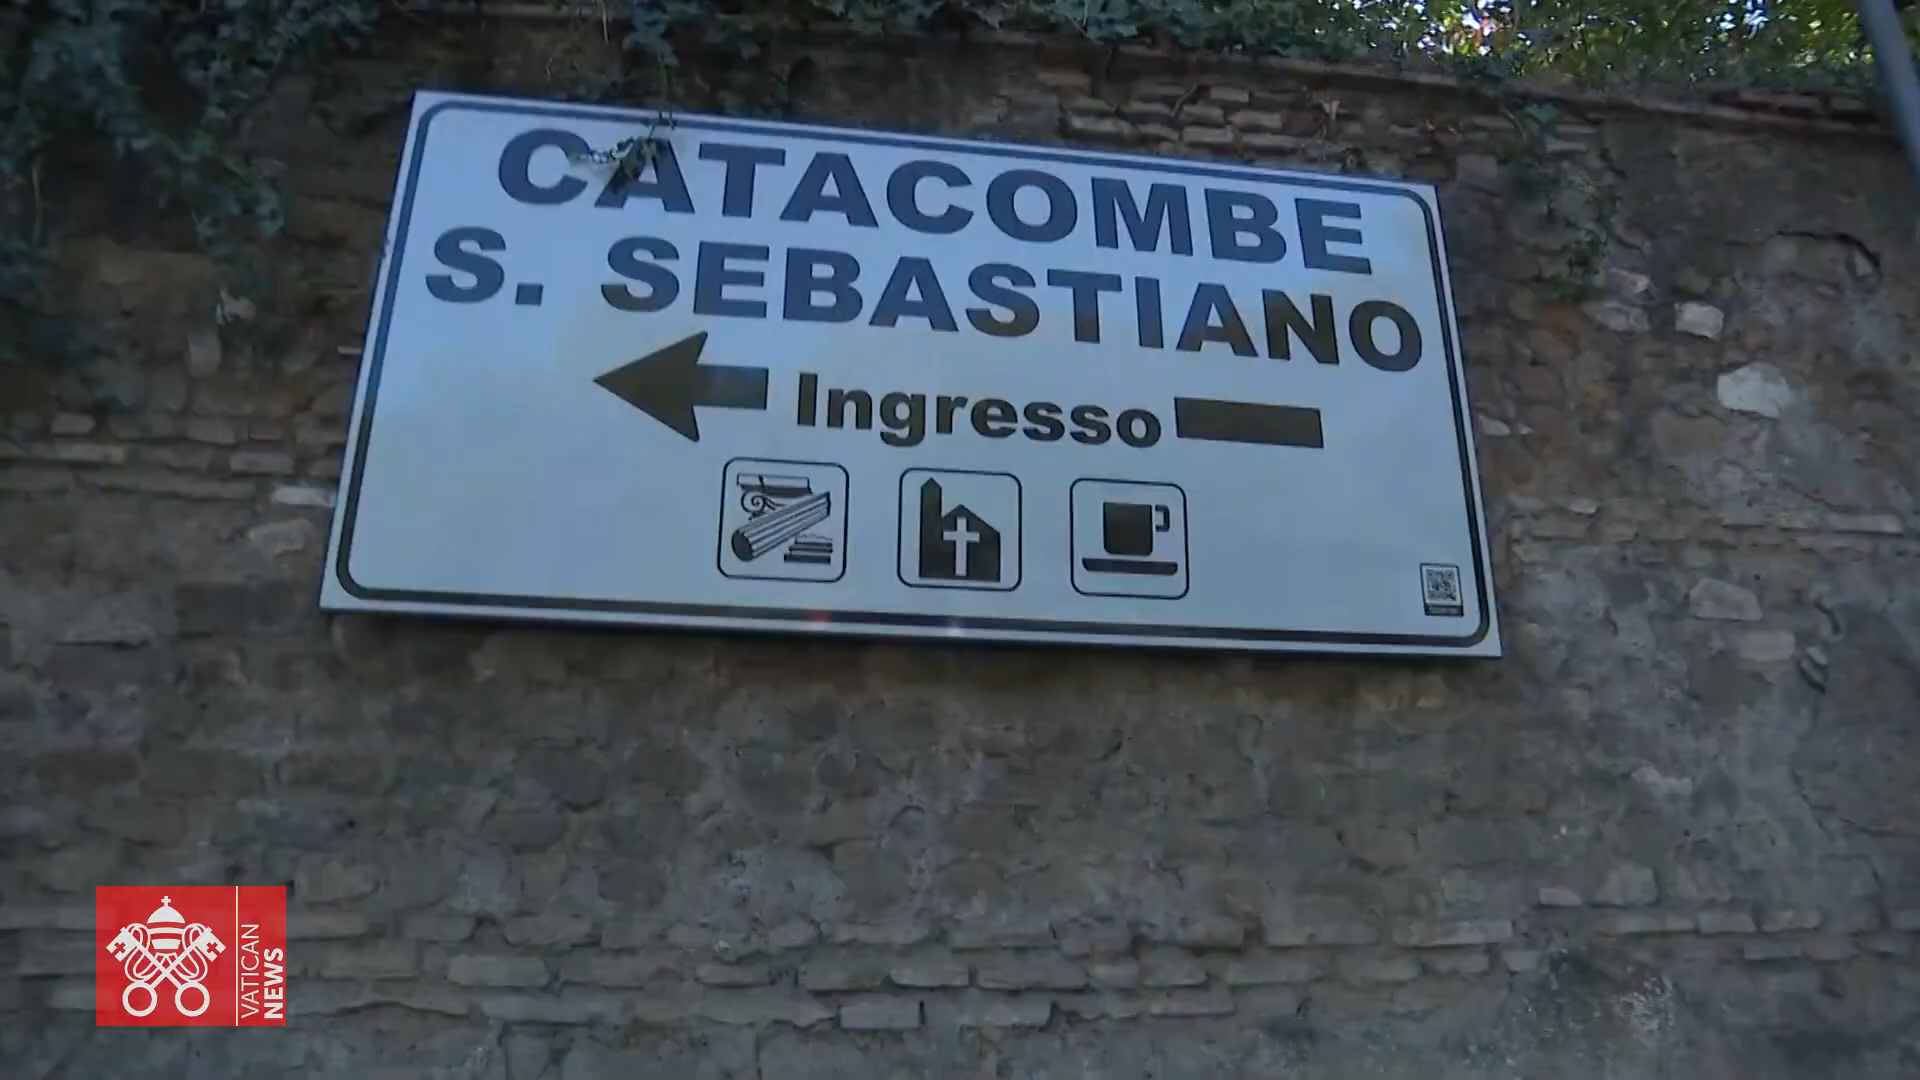 CATACOMBE
S. SEBASTIANO
Ingresso
VATICAN
NEWS